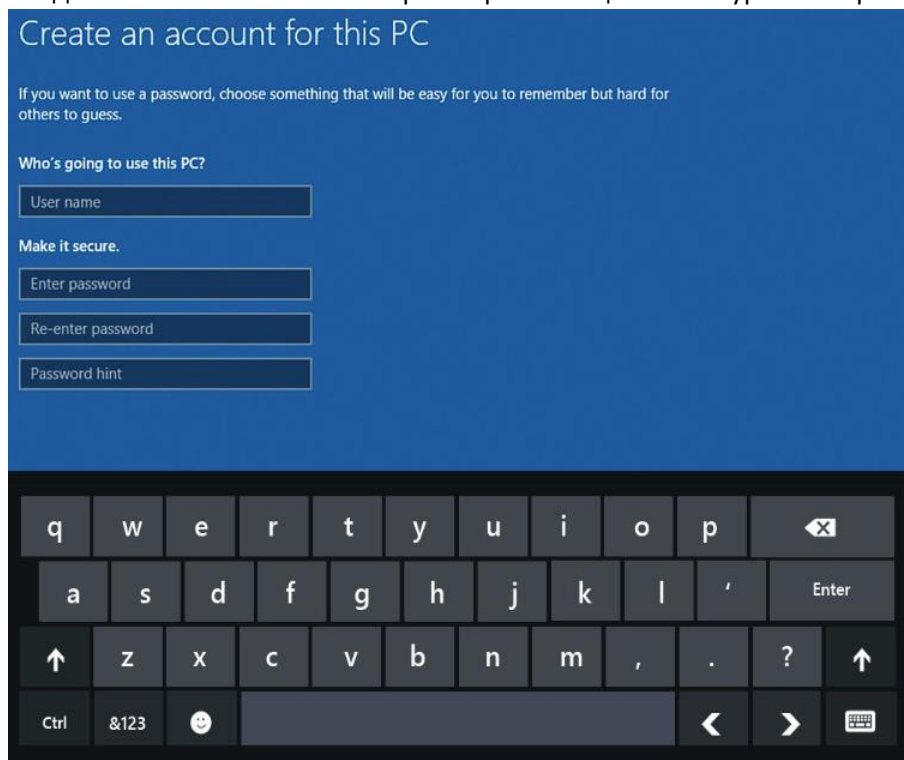 Create an account for this PC
If you want to use a password, choose something that will be easy for you to remember but hard for
others to guess.
Who's going to use this PC?
User name
Make it secure.
Enter password
Re-enter password
Password hint
q w e r t y u i o p
a s d f g h j k l ' Enter
z x c v b n m , . ?
Ctrl &123